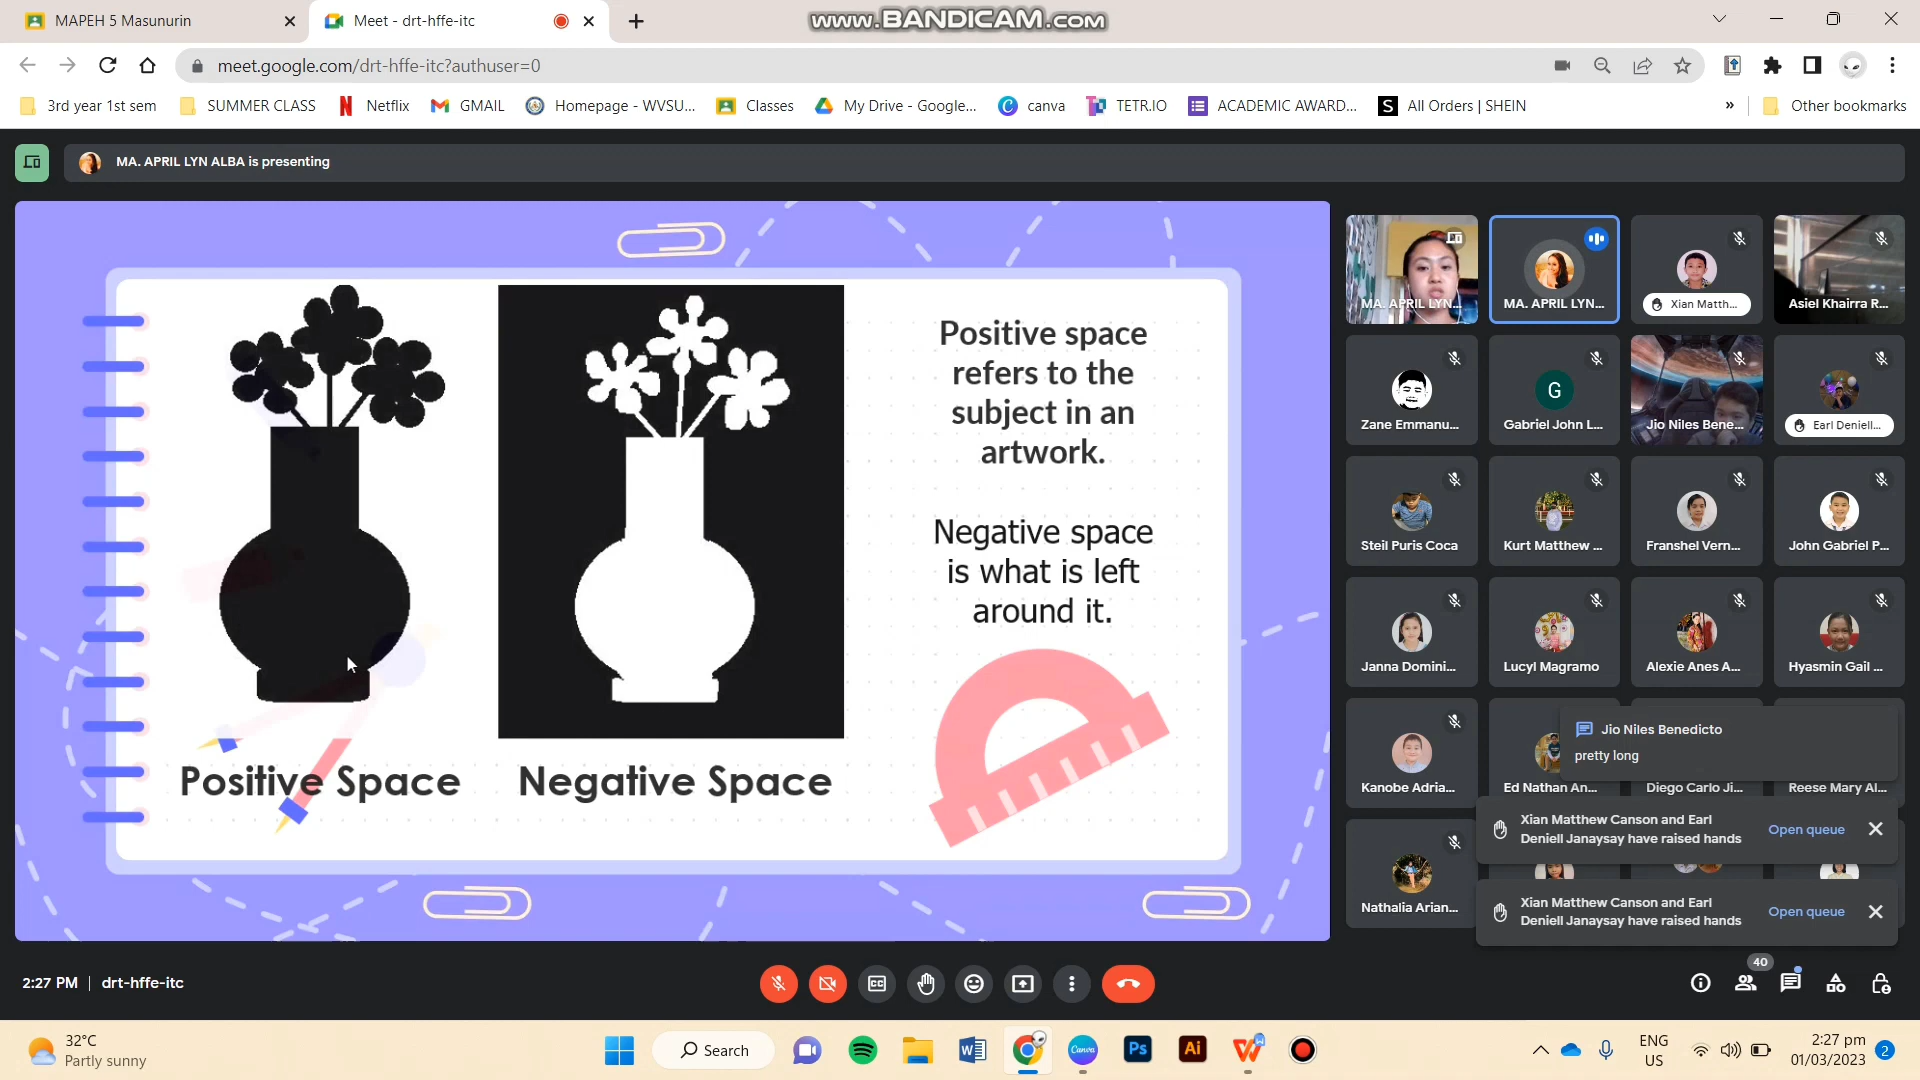 MAPEH 5 Masunurin
Meet - drt-hffe-itc
www.BANDICAM.com
meet.google.com/drt-hffe-itc?authuser=0
3rd year 1st sem
SUMMER CLASS
Netflix
GMAIL
Homepage - WVSU...
Classes
My Drive - Google...
canva
TETR.IO
ACADEMIC AWARD...
S
All Orders | SHEIN
»
Other bookmarks
MA. APRIL LYN ALBA is presenting
Positive space
refers to the
subject in an
artwork.
Negative space
is what is left
around it.
Positive Space
Negative Space
MA. APRIL LYN...
MA. APRIL LYN...
Xian Matth...
Asiel Khairra R...
Zane Emmanu...
G
Gabriel John L...
Jio Niles Bene...
Earl Deniell...
Steil Puris Coca
Kurt Matthew ...
Franshel Vern...
John Gabriel P...
Janna Domini...
Lucyl Magramo
Alexie Anes A...
Hyasmin Gail ...
Kanobe Adria...
Ed Nathan An...
Diego Carlo Ji...
Reese Mary Al...
Jio Niles Benedicto
pretty long
Xian Matthew Canson and Earl
Deniell Janaysay have raised hands
Open queue
Nathalia Arian...
Xian Matthew Canson and Earl
Deniell Janaysay have raised hands
Open queue
2:27 PM | drt-hffe-itc
40
32°C
Partly sunny
Search
Canva
Ps
Ai
ENG
US
2:27 pm
01/03/2023
2